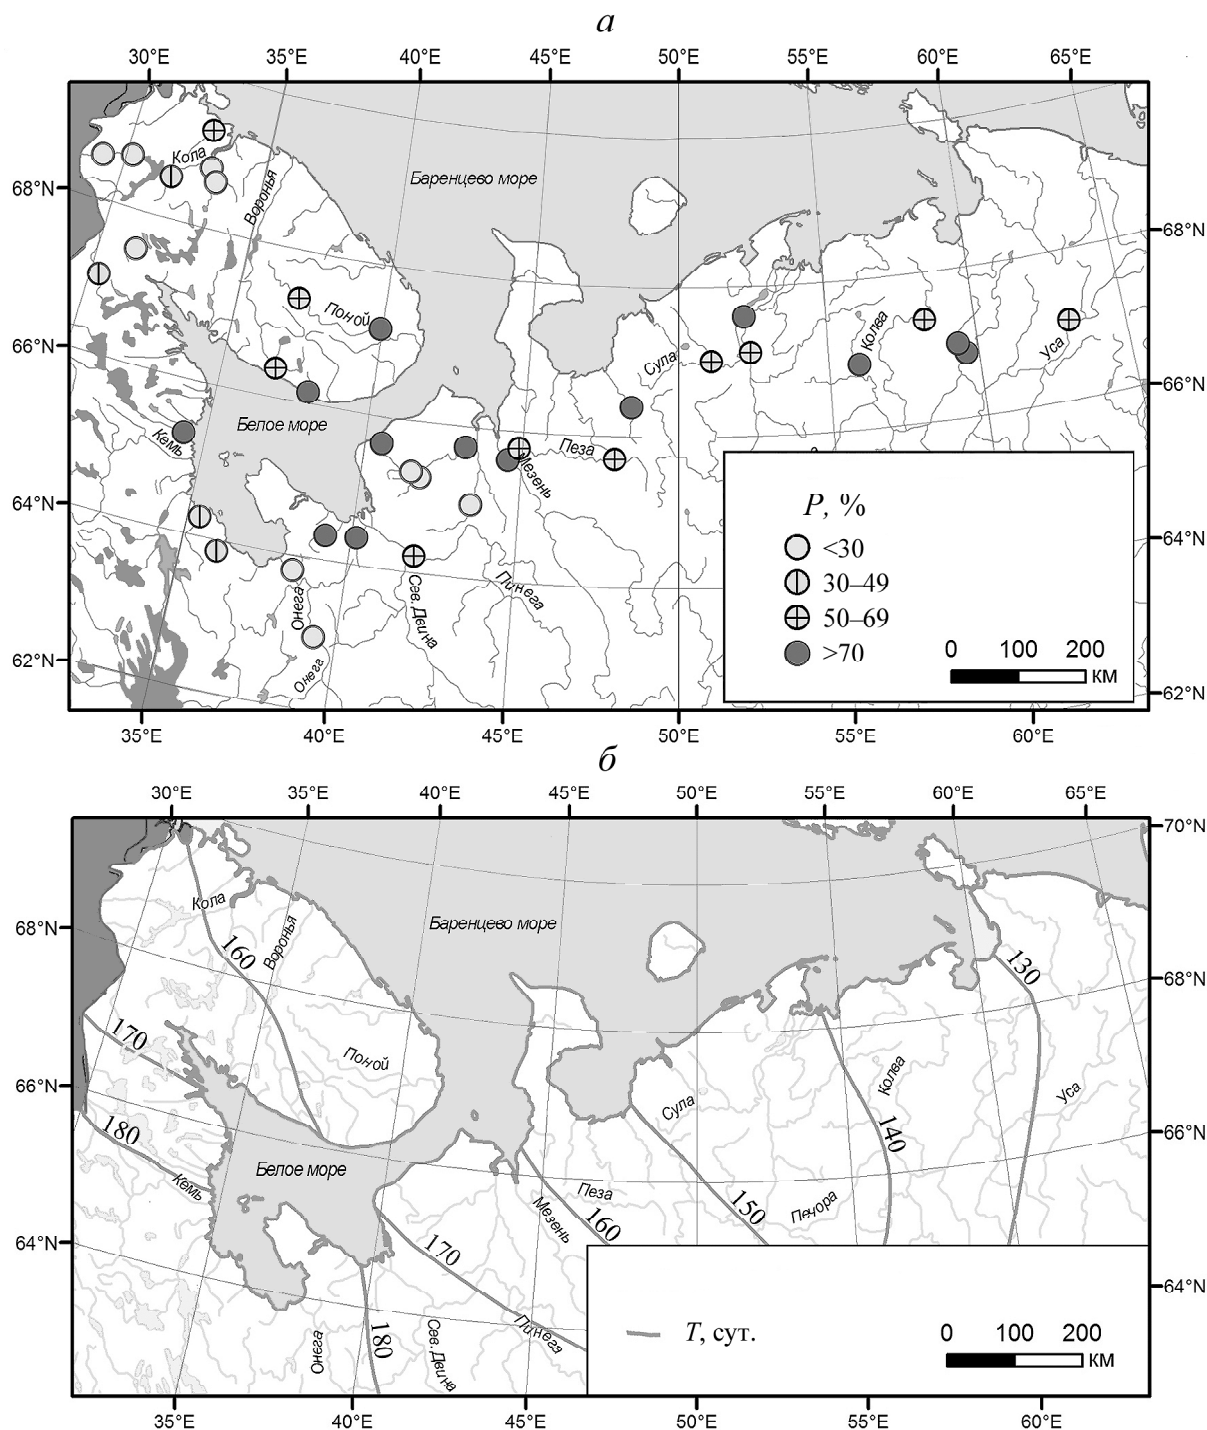 а
30°E 35°E 40°E 45°E 50°E 55°E 60°E 65°E
Кола
Баренцево море
68°N
Воронья
68°N
Поной
Колва
66°N
Сула
Уса
66°N
Белое море
Кемь
Пеза
Мезень
64°N
P, %
<30
64°N
30–49
Пинега
Онега
Сев. Двина
50–69
0 100 200
>70
КМ
62°N
Онега
62°N
35°E 40°E 45°E 50°E 55°E 60°E
б
30°E 35°E 40°E 45°E 50°E 55°E 60°E 65°E
70°N
Кола
68°N
Баренцево море
Воронья
160
130
68°N
170
Поной
Колва
66°N
Сула
Уса
180
140
66°N
Белое море
Кемь
Пеза
Мезень
150
Печора
160
64°N
170
64°N
Т, сут.
0 100 200
КМ
180
Пинега
Онега
Сев. Двина
35°E 40°E 45°E 50°E 55°E 60°E